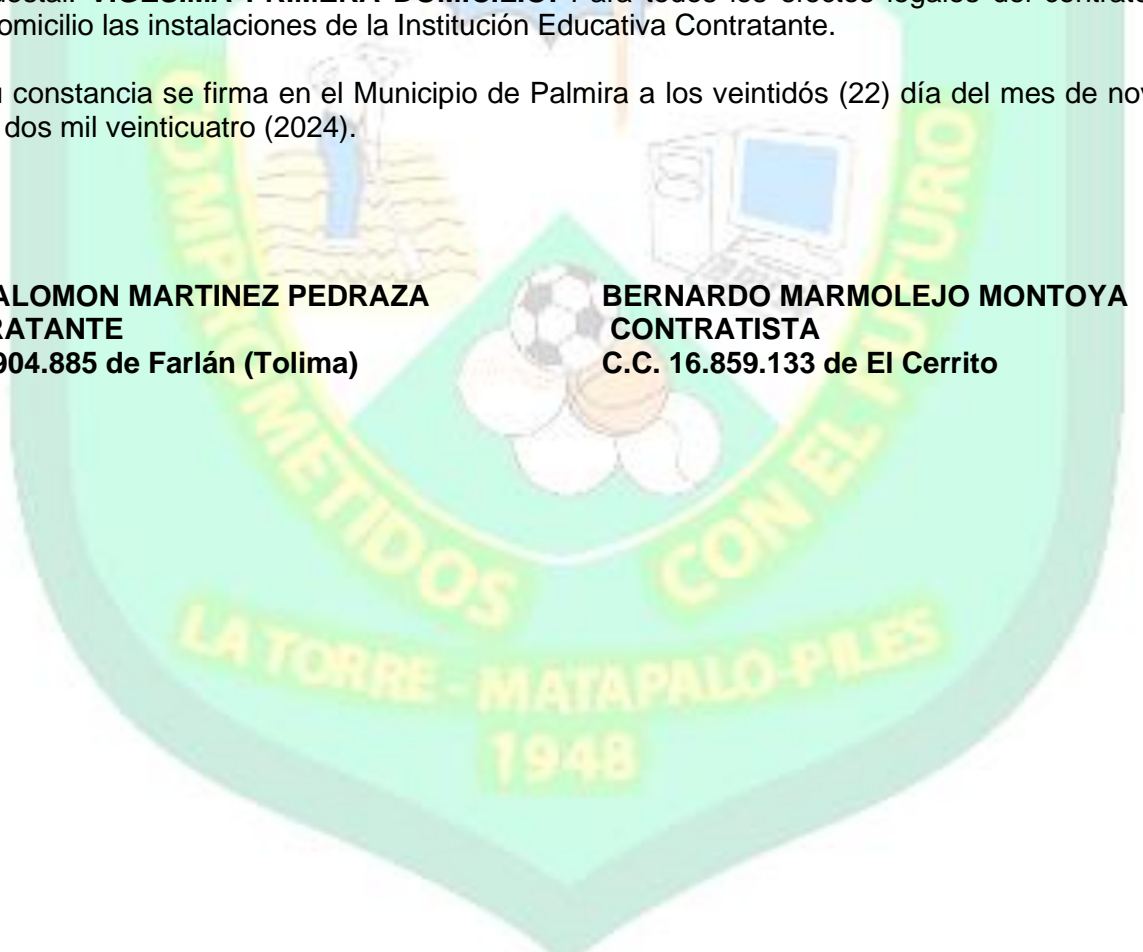 VIGESIMA PRIMERA DOMICILIO: Para todos los efectos legales del contrato
omicilio las instalaciones de la Institución Educativa Contratante.
constancia se firma en el Municipio de Palmira a los veintidós (22) día del mes de nov
dos mil veinticuatro (2024).
ALOMON MARTINEZ PEDRAZA
RATANTE
904.885 de Farlán (Tolima)
BERNARDO MARMOLEJO MONTOYA
CONTRATISTA
C.C. 16.859.133 de El Cerrito
COMPROMETIDOS CON EL FUTURO
LA TORRE - MATAPALO-PILES
1948